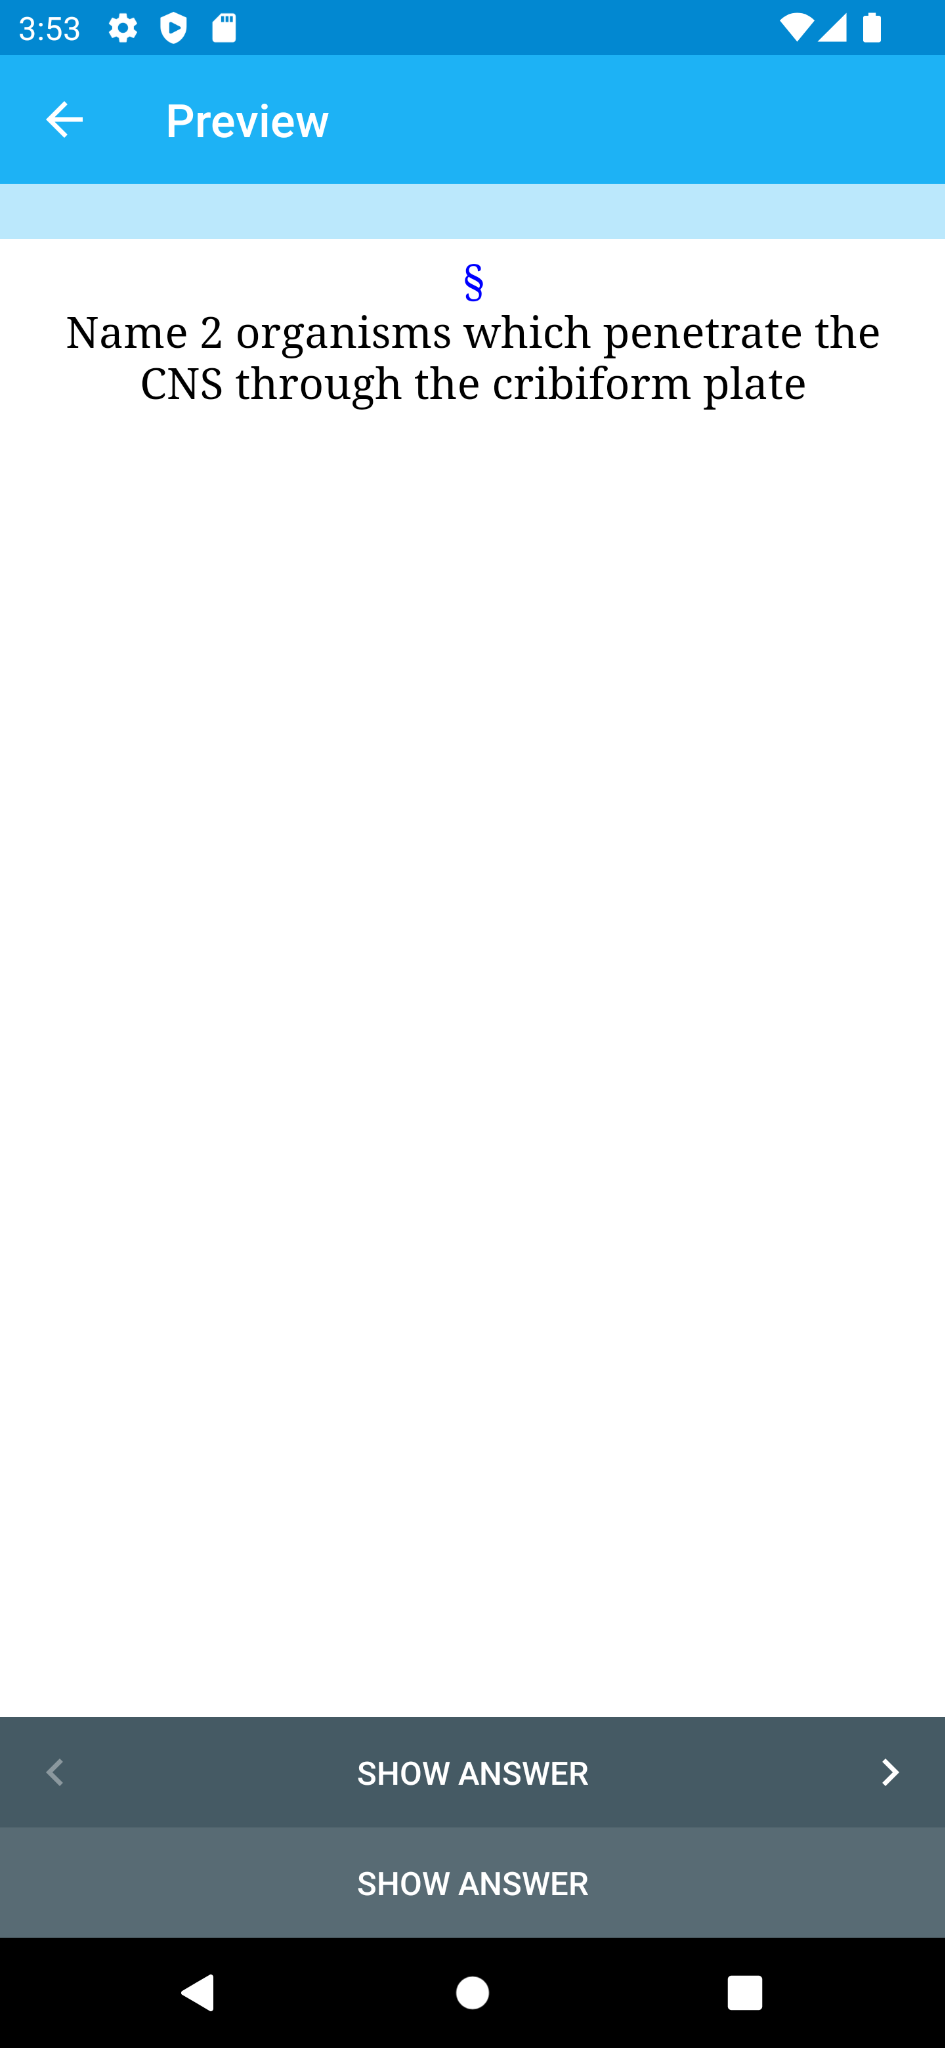 3:53
Preview
§
Name 2 organisms which penetrate the
CNS through the cribiform plate
SHOW ANSWER
SHOW ANSWER